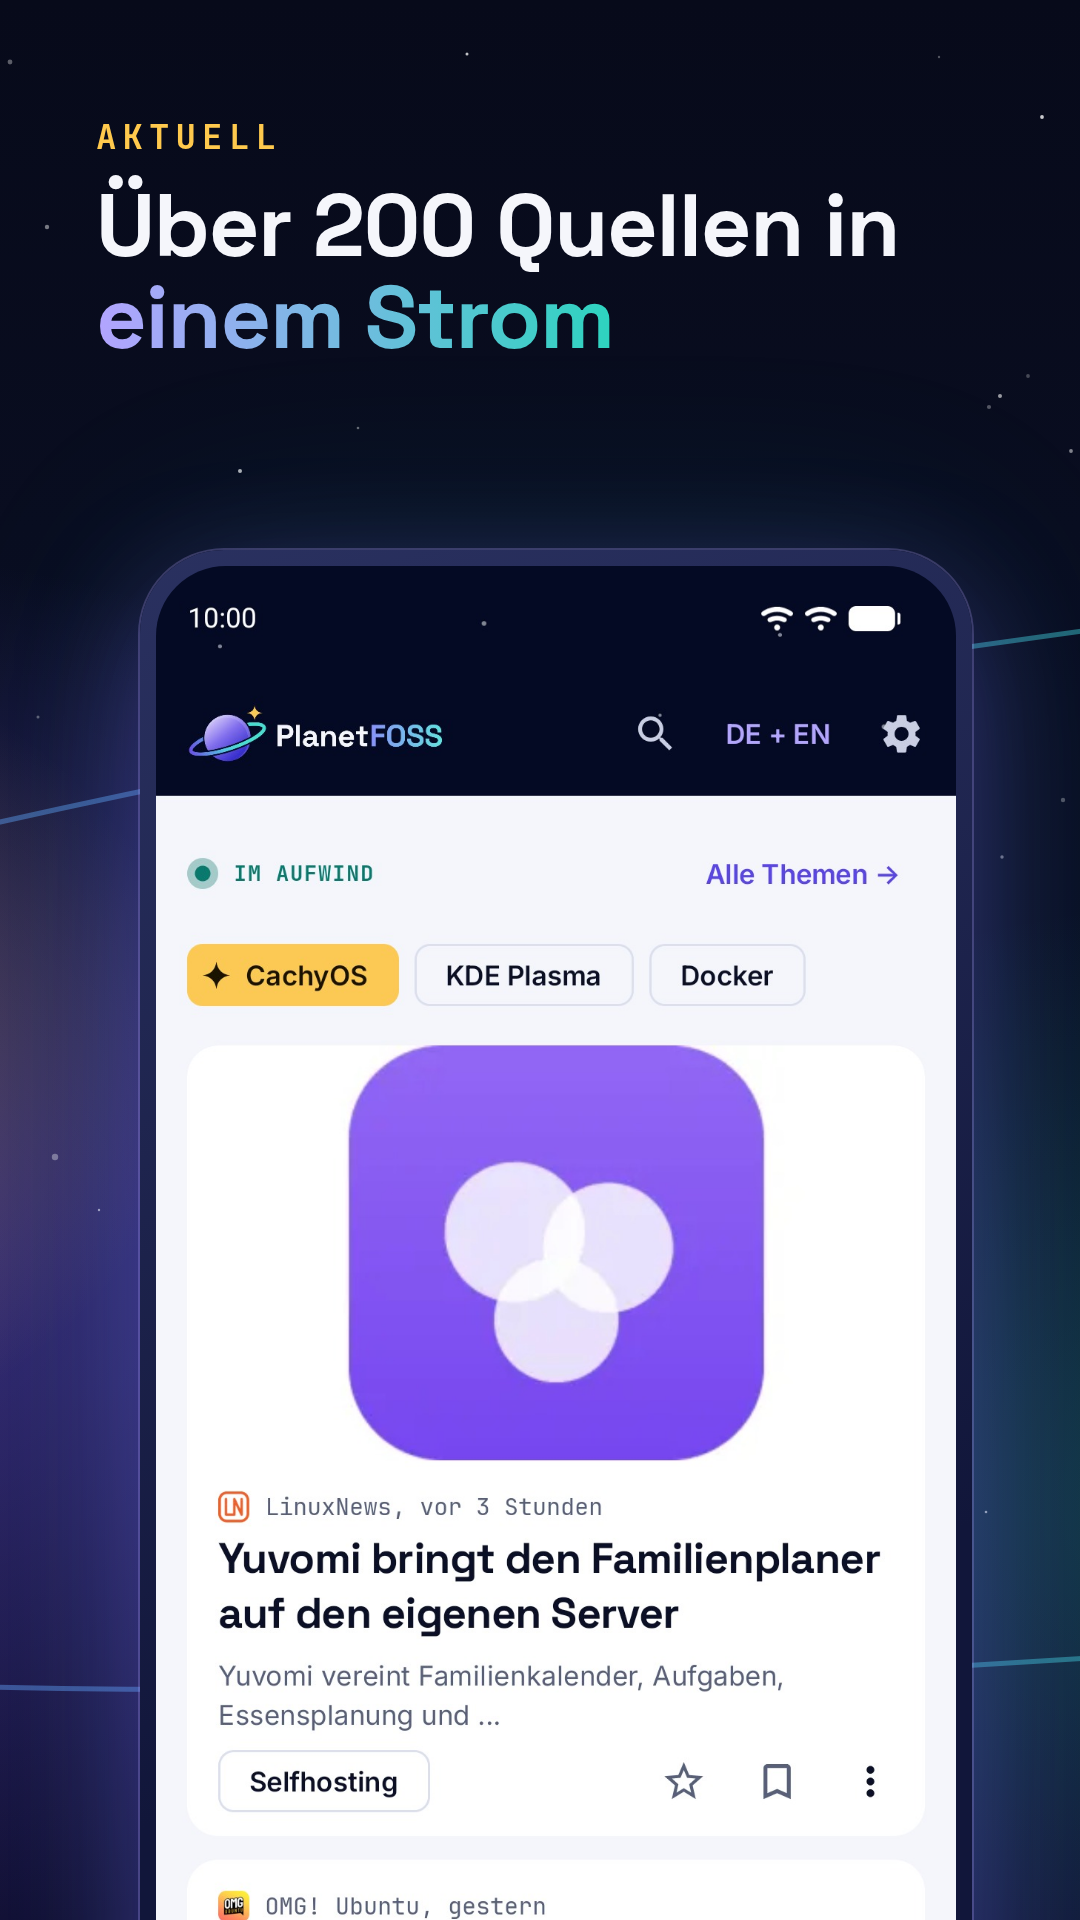 AKTUELL
Über 200 Quellen in
einem Strom
10:00
PlanetFOSS
DE + EN
IM AUFWIND
Alle Themen →
CachyOS
KDE Plasma
Docker
LN
LinuxNews, vor 3 Stunden
Yuvomi bringt den Familienplaner
auf den eigenen Server
Yuvomi vereint Familienkalender, Aufgaben,
Essensplanung und ...
Selfhosting
OMG!
OMG! Ubuntu, gestern